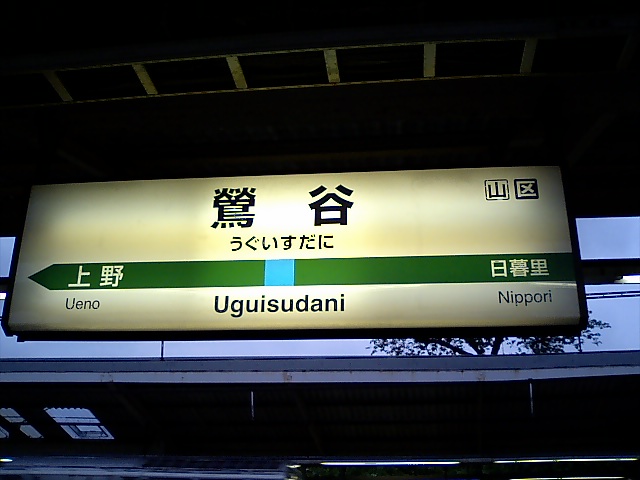 鶯谷
山 区
うぐいすだに
上野 日暮里
Ueno Uguisudani Nippori